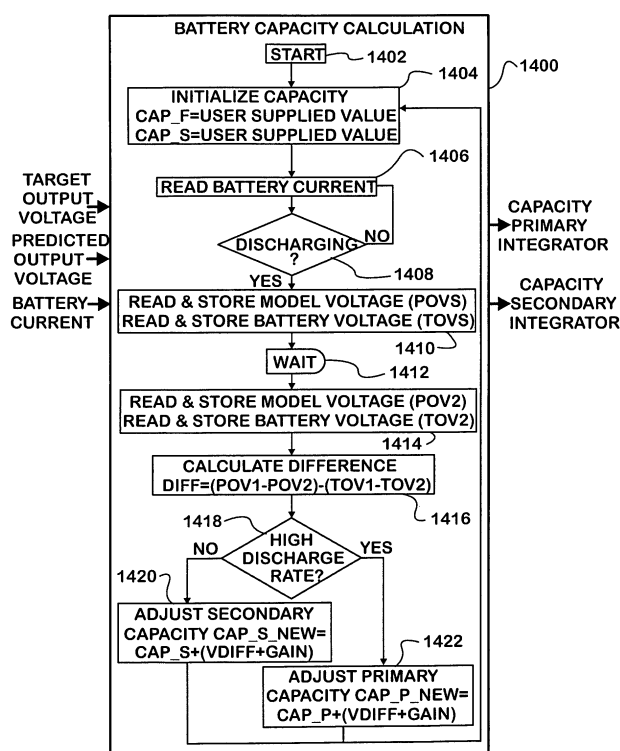 BATTERY CAPACITY CALCULATION
START
1402
1404
1400
INITIALIZE CAPACITY
CAP_F=USER SUPPLIED VALUE
CAP_S=USER SUPPLIED VALUE
1406
READ BATTERY CURRENT
TARGET
OUTPUT
VOLTAGE
PREDICTED
OUTPUT
VOLTAGE
BATTERY
CURRENT
DISCHARGING
?
NO
YES
1408
CAPACITY
PRIMARY
INTEGRATOR
CAPACITY
SECONDARY
INTEGRATOR
READ & STORE MODEL VOLTAGE (POVS)
READ & STORE BATTERY VOLTAGE (TOVS)
1410
WAIT
1412
READ & STORE MODEL VOLTAGE (POV2)
READ & STORE BATTERY VOLTAGE (TOV2)
1414
CALCULATE DIFFERENCE
DIFF=(POV1-POV2)-(TOV1-TOV2)
1416
1418
HIGH
DISCHARGE
RATE?
NO
YES
1420
ADJUST SECONDARY
CAPACITY CAP_S_NEW=
CAP_S+(VDIFF+GAIN)
1422
ADJUST PRIMARY
CAPACITY CAP_P_NEW=
CAP_P+(VDIFF+GAIN)